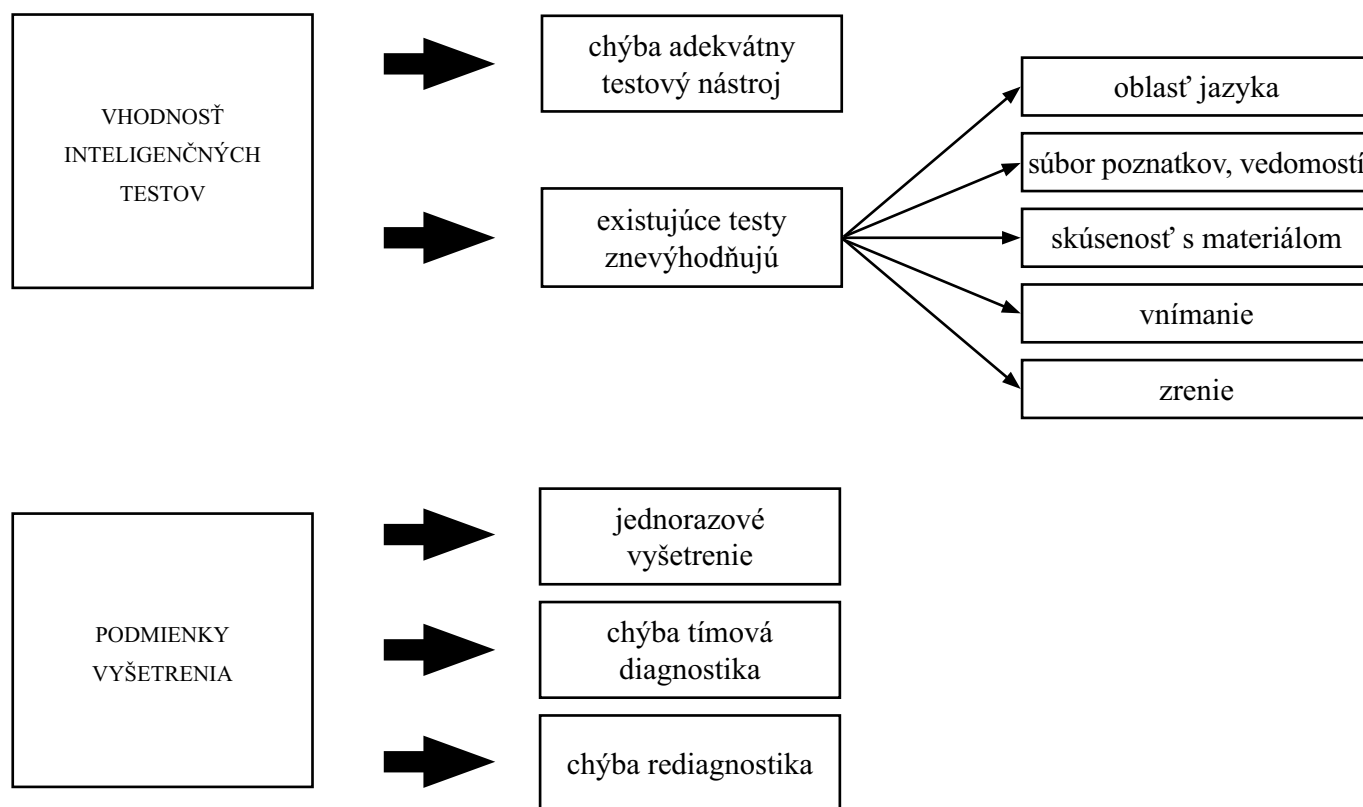 VHODNOSŤ
INTELIGENČNÝCH
TESTOV
chýba adekvátny
testový nástroj
existujúce testy
znevýhodňujú
oblasť jazyka
súbor poznatkov, vedomostí
skúsenosť s materiálom
vnímanie
zrenie
PODMIENKY
VYŠETRENIA
jednorazové
vyšetrenie
chýba tímová
diagnostika
chýba rediagnostika